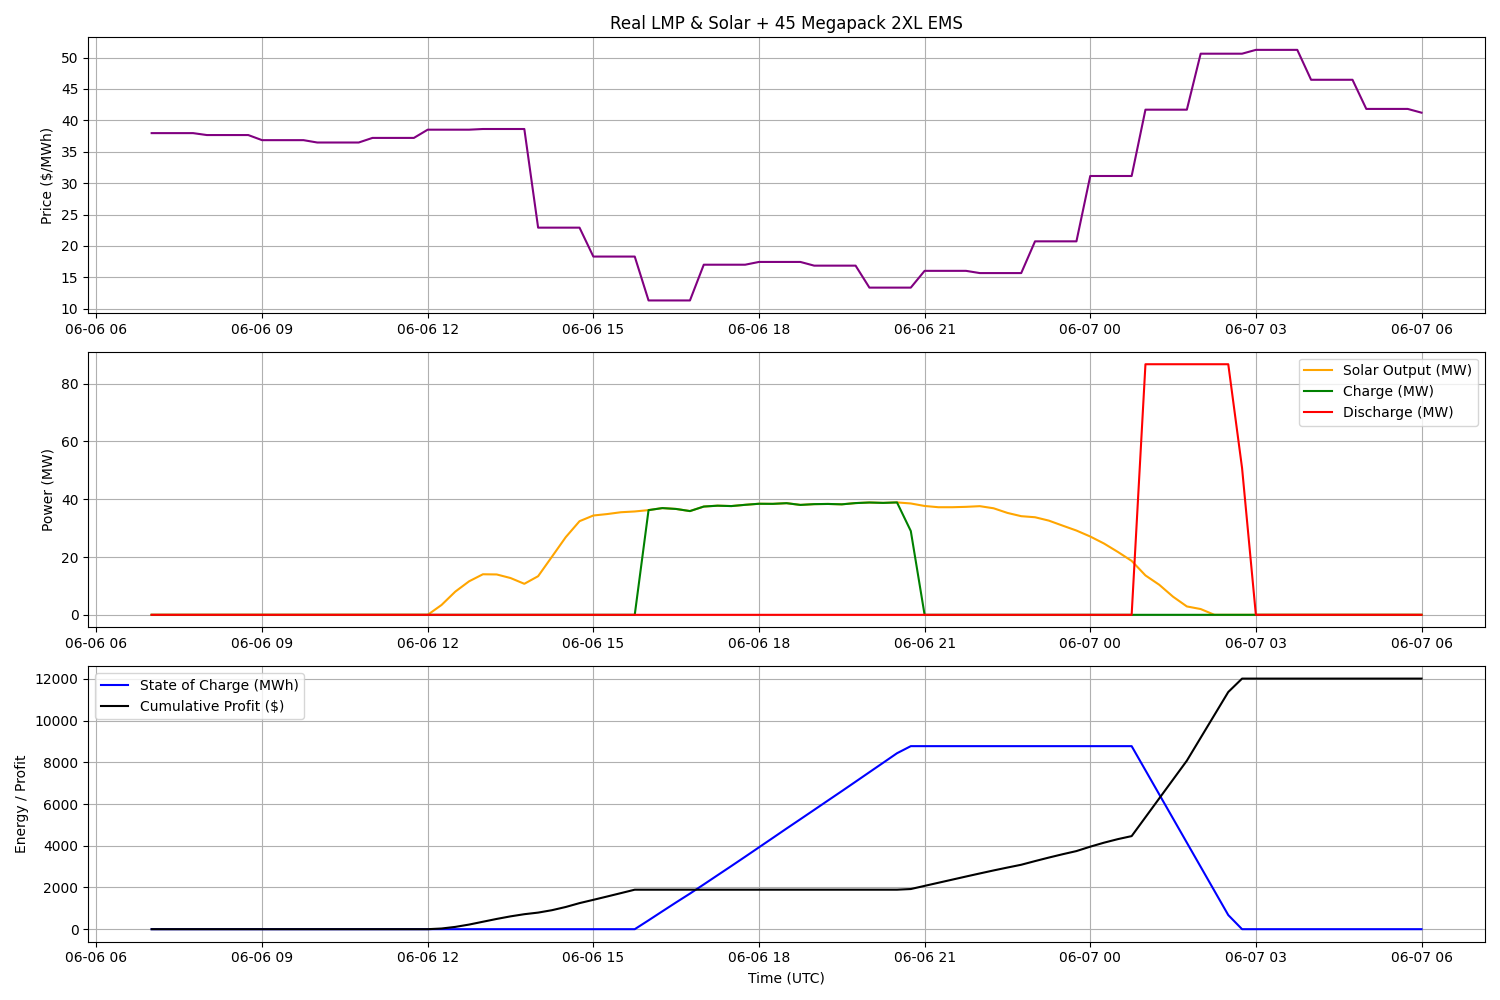 Real LMP & Solar + 45 Megapack 2XL EMS
Price ($/MWh)
50
45
40
35
30
25
20
15
10
06-06 06 06-06 09 06-06 12 06-06 15 06-06 18 06-06 21 06-07 00 06-07 03 06-07 06
Power (MW)
80
60
40
20
0
Solar Output (MW)
Charge (MW)
Discharge (MW)
06-06 06 06-06 09 06-06 12 06-06 15 06-06 18 06-06 21 06-07 00 06-07 03 06-07 06
Energy / Profit
12000
10000
8000
6000
4000
2000
0
State of Charge (MWh)
Cumulative Profit ($)
06-06 06 06-06 09 06-06 12 06-06 15 06-06 18 06-06 21 06-07 00 06-07 03 06-07 06
Time (UTC)